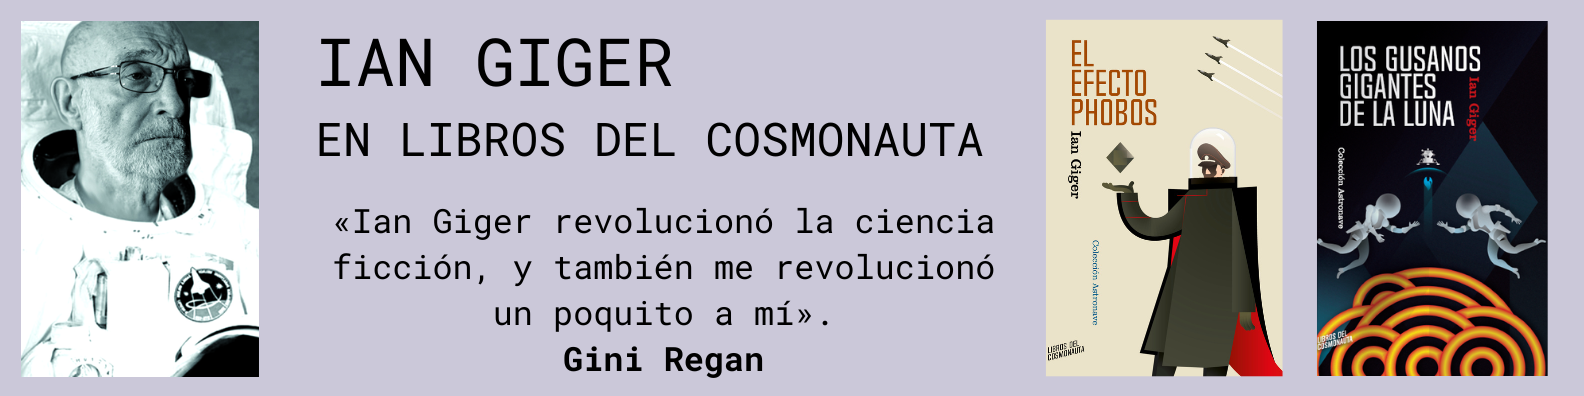 IAN GIGER
EN LIBROS DEL COSMONAUTA
«Ian Giger revolucionó la ciencia
ficción, y también me revolucionó
un poquito a mí».
Gini Regan
EL
EFECTO
PHOBOS
Ian Giger
Colección Astronave
LIBROS DEL
COSMONAUTA
LOS GUSANOS
GIGANTES
DE LA LUNA
Ian Giger
Colección Astronave
LIBROS DEL
COSMONAUTA